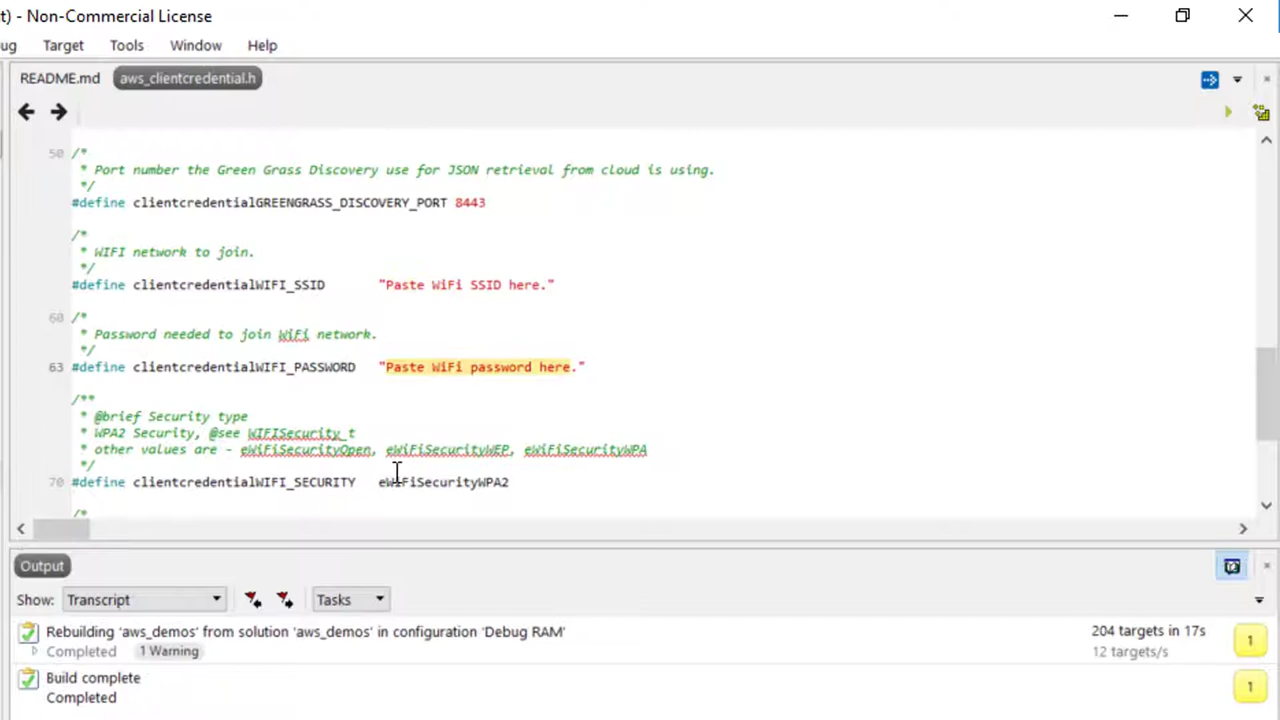 t) - Non-Commercial License
ug Target Tools Window Help
README.md aws_clientcredential.h
50 /*
* Port number the Green Grass Discovery use for JSON retrieval from cloud is using.
*/
#define clientcredentialGREENGRASS_DISCOVERY_PORT 8443
/*
* WIFI network to join.
*/
#define clientcredentialWIFI_SSID "Paste WiFi SSID here."
60 /*
* Password needed to join WiFi network.
*/
63 #define clientcredentialWIFI_PASSWORD "Paste WiFi password here."
/**
* @brief Security type
* WPA2 Security, @see WIFISecurity_t
* other values are - eWiFiSecurityOpen, eWiFiSecurityWEP, eWiFiSecurityWPA
*/
70 #define clientcredentialWIFI_SECURITY eWiFiSecurityWPA2
/*
Output
Show: Transcript Tasks
Rebuilding 'aws_demos' from solution 'aws_demos' in configuration 'Debug RAM' 204 targets in 17s 1
Completed 1 Warning 12 targets/s
Build complete 1
Completed